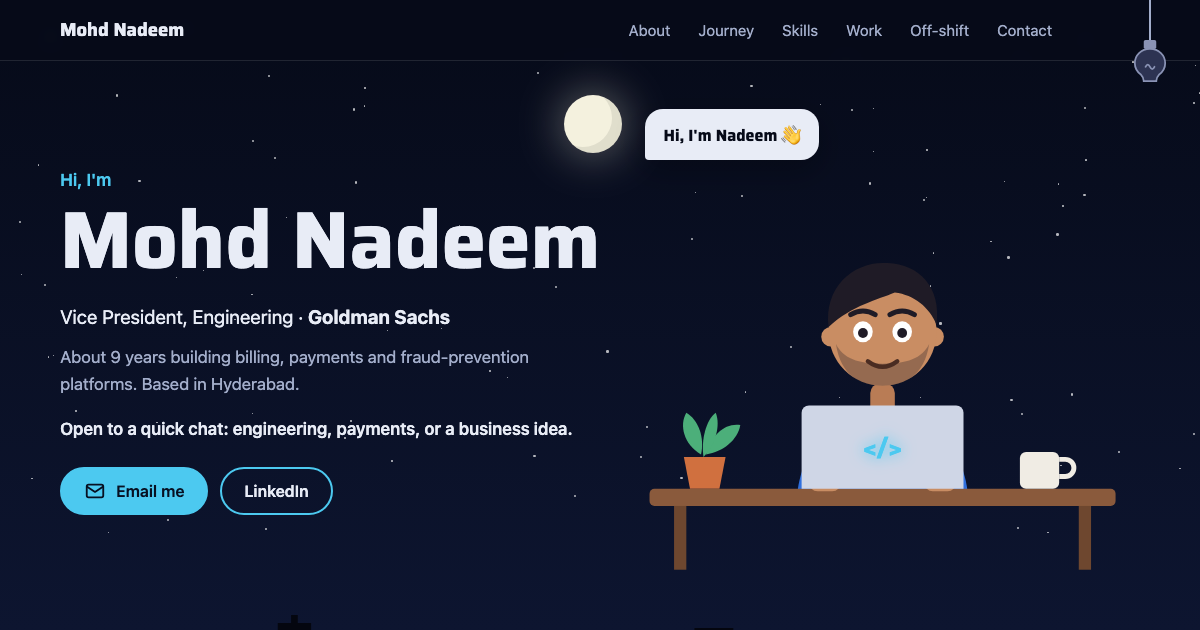 Mohd Nadeem
About Journey Skills Work Off-shift Contact
Hi, I'm Nadeem 👋
Hi, I'm
Mohd Nadeem
Vice President, Engineering · Goldman Sachs
About 9 years building billing, payments and fraud-prevention
platforms. Based in Hyderabad.
Open to a quick chat: engineering, payments, or a business idea.
Email me
LinkedIn
</>